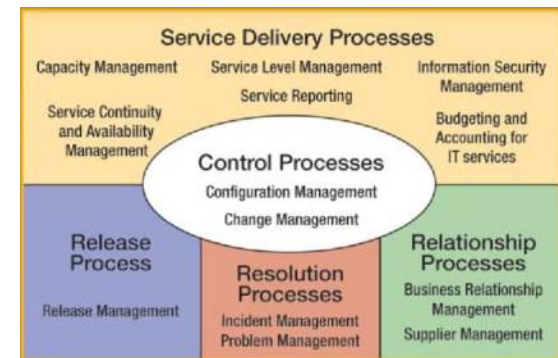 Service Delivery Processes
Capacity Management
Service Continuity
and Availability
Management
Service Level Management
Service Reporting
Information Security
Management
Budgeting and
Accounting for
IT services
Control Processes
Configuration Management
Change Management
Release
Process
Release Management
Resolution
Processes
Incident Management
Problem Management
Relationship
Processes
Business Relationship
Management
Supplier Management